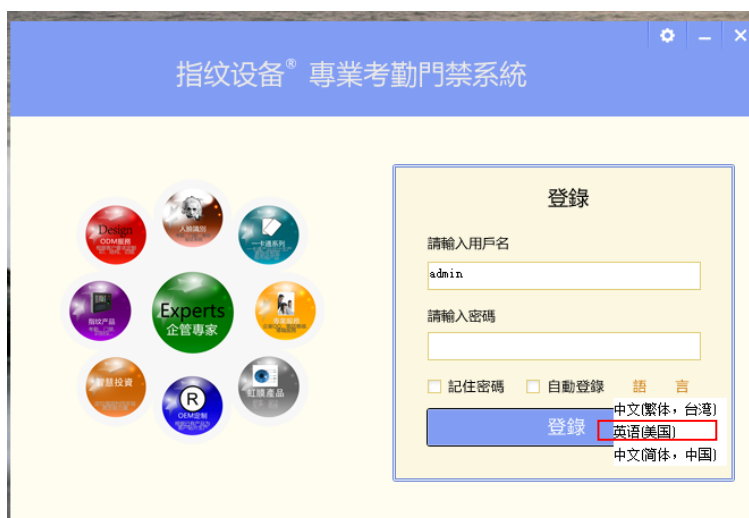 指纹设备® 專業考勤門禁系統
登錄
請輸入用戶名
admin
請輸入密碼
記住密碼 自動登錄 語 言
登錄
中文(繁体，台湾)
英语(美国)
中文(简体，中国)
Design
ODM服務
人臉識別
一卡通系列
指纹产品
Experts
企管專家
智慧投資
R
OEM定制
虹膜產品